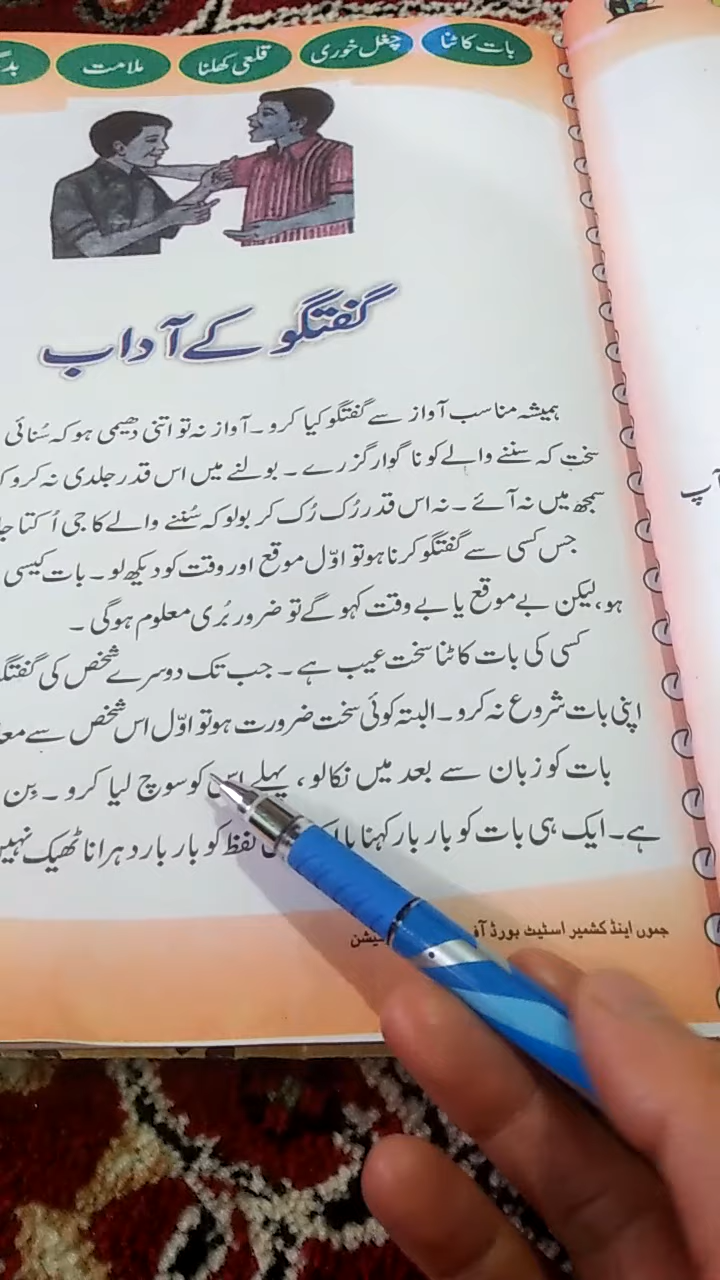 بات کاٹنا
چغل خوری
قلعی کھلنا
ملامت
گفتگو کے آداب
ہمیشہ مناسب آواز سے گفتگو کیا کرو۔ آواز نہ تو اتنی دھیمی ہو کہ سُنائی
سخت کہ سننے والے کو ناگوار گزرے۔ بولنے میں اس قدر جلدی نہ کرو
سمجھ میں نہ آئے۔ نہ اس قدر رُک رُک کر بولو کہ سُننے والے کا جی اُکتا
جس کسی سے گفتگو کرنا ہو تو اوّل موقع اور وقت کو دیکھ لو۔ بات کیسی
ہو، لیکن بے موقع یا بے وقت کہو گے تو ضرور بُری معلوم ہوگی۔
کسی کی بات کاٹنا سخت عیب ہے۔ جب تک دوسرے شخص کی
اپنی بات شروع نہ کرو۔ البتہ کوئی سخت ضرورت ہو تو اوّل اس شخص سے
بات کو زبان سے بعد میں نکالو، پہلے اس کو سوچ لیا کرو۔ بِن
ہے۔ ایک ہی بات کو بار بار کہنا یا لفظ کو بار بار دہرانا ٹھیک نہیں
جموں اینڈ کشمیر اسٹیٹ بورڈ آف
آپ